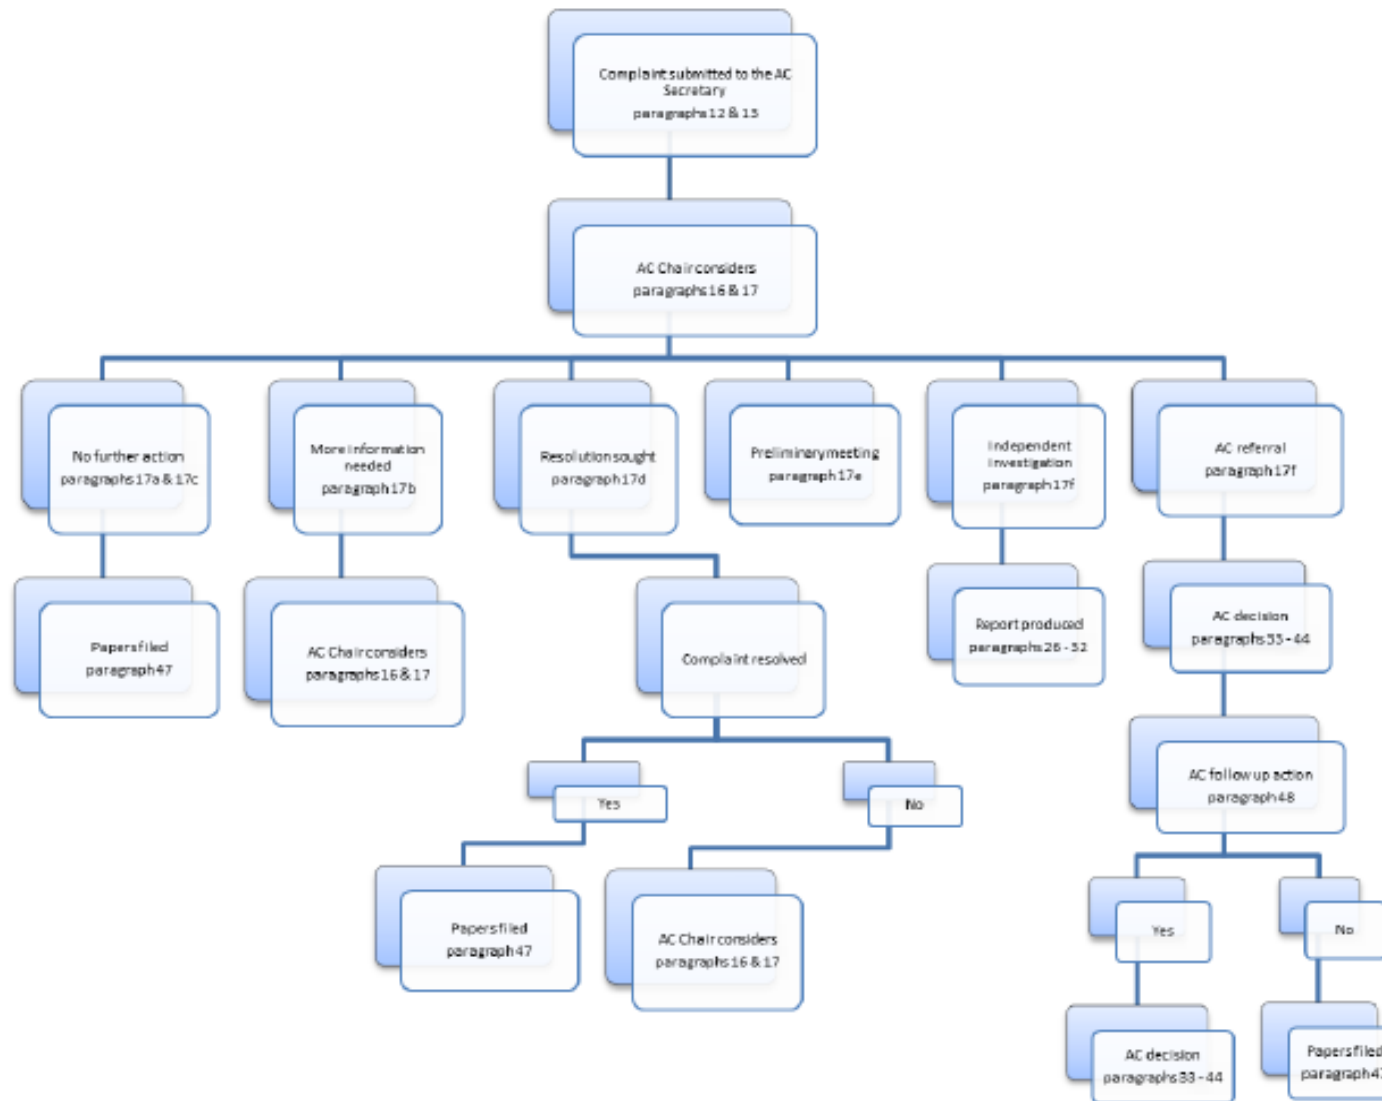 Complaint submitted to the AC
Secretary
paragraphs 12 & 13
AC Chair considers
paragraphs 16 & 17
No further action
paragraphs 17a & 17c
More information
needed
paragraph 17b
Resolution sought
paragraph 17d
Preliminary meeting
paragraph 17e
Independent
investigation
paragraph 17f
AC referral
paragraph 17f
Papers filed
paragraph 47
AC Chair considers
paragraphs 16 & 17
Complaint resolved
Report produced
paragraphs 26 - 32
AC decision
paragraphs 33 - 44
AC follow up action
paragraph 48
Yes
No
Papers filed
paragraph 47
AC Chair considers
paragraphs 16 & 17
Yes
No
AC decision
paragraphs 33 - 44
Papers filed
paragraph 47